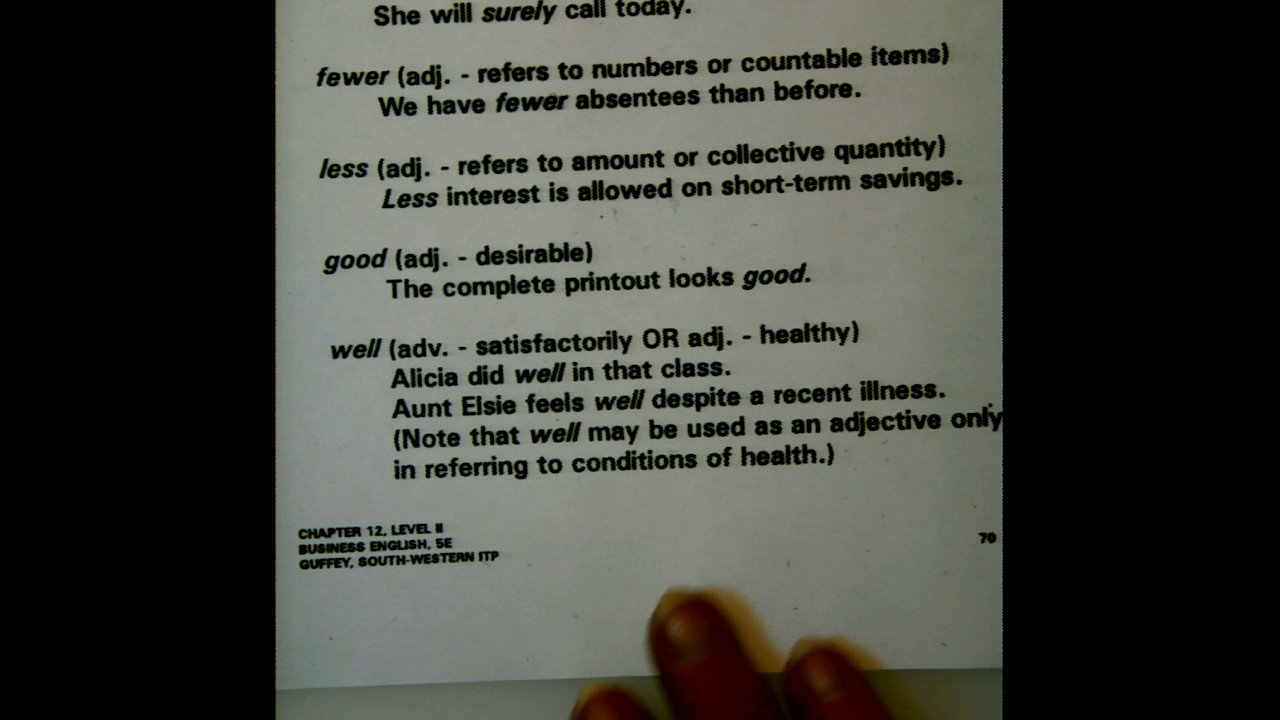 She will surely call today.
fewer (adj. - refers to numbers or countable items)
We have fewer absentees than before.
less (adj. - refers to amount or collective quantity)
Less interest is allowed on short-term savings.
good (adj. - desirable)
The complete printout looks good.
well (adv. - satisfactorily OR adj. - healthy)
Alicia did well in that class.
Aunt Elsie feels well despite a recent illness.
(Note that well may be used as an adjective only
in referring to conditions of health.)
CHAPTER 12, LEVEL II
BUSINESS ENGLISH, 5E
GUFFEY, SOUTH-WESTERN ITP
70